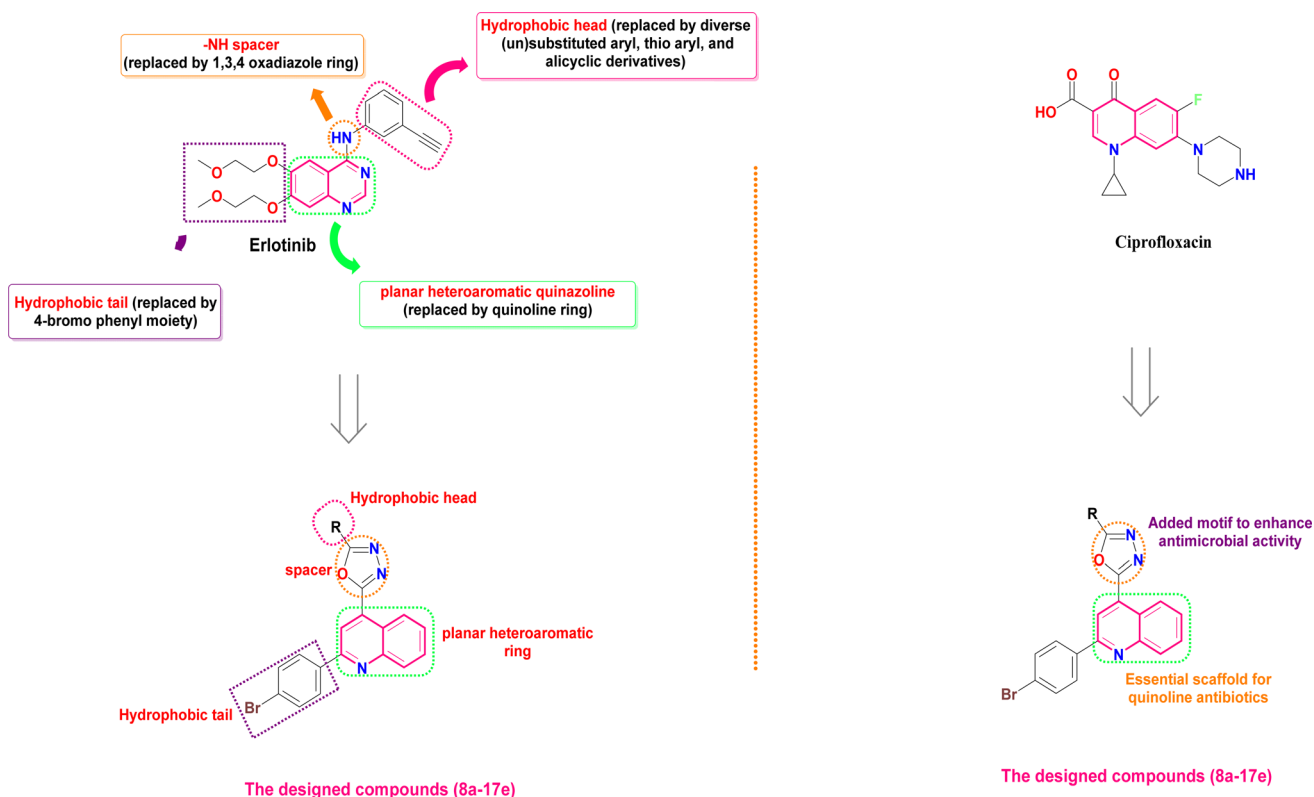 -NH spacer
(replaced by 1,3,4 oxadiazole ring)
Hydrophobic head (replaced by diverse
(un)substituted aryl, thio aryl, and
alicyclic derivatives)
HN
O
O
O
O
N
N
Erlotinib
Hydrophobic tail (replaced by
4-bromo phenyl moiety)
planar heteroaromatic quinazoline
(replaced by quinoline ring)
Hydrophobic head
R
N
N
O
spacer
planar heteroaromatic
ring
N
Br
Hydrophobic tail
The designed compounds (8a-17e)
O
O
HO
F
N
N
NH
Ciprofloxacin
R
N
N
O
Added motif to enhance
antimicrobial activity
N
Br
Essential scaffold for
quinoline antibiotics
The designed compounds (8a-17e)